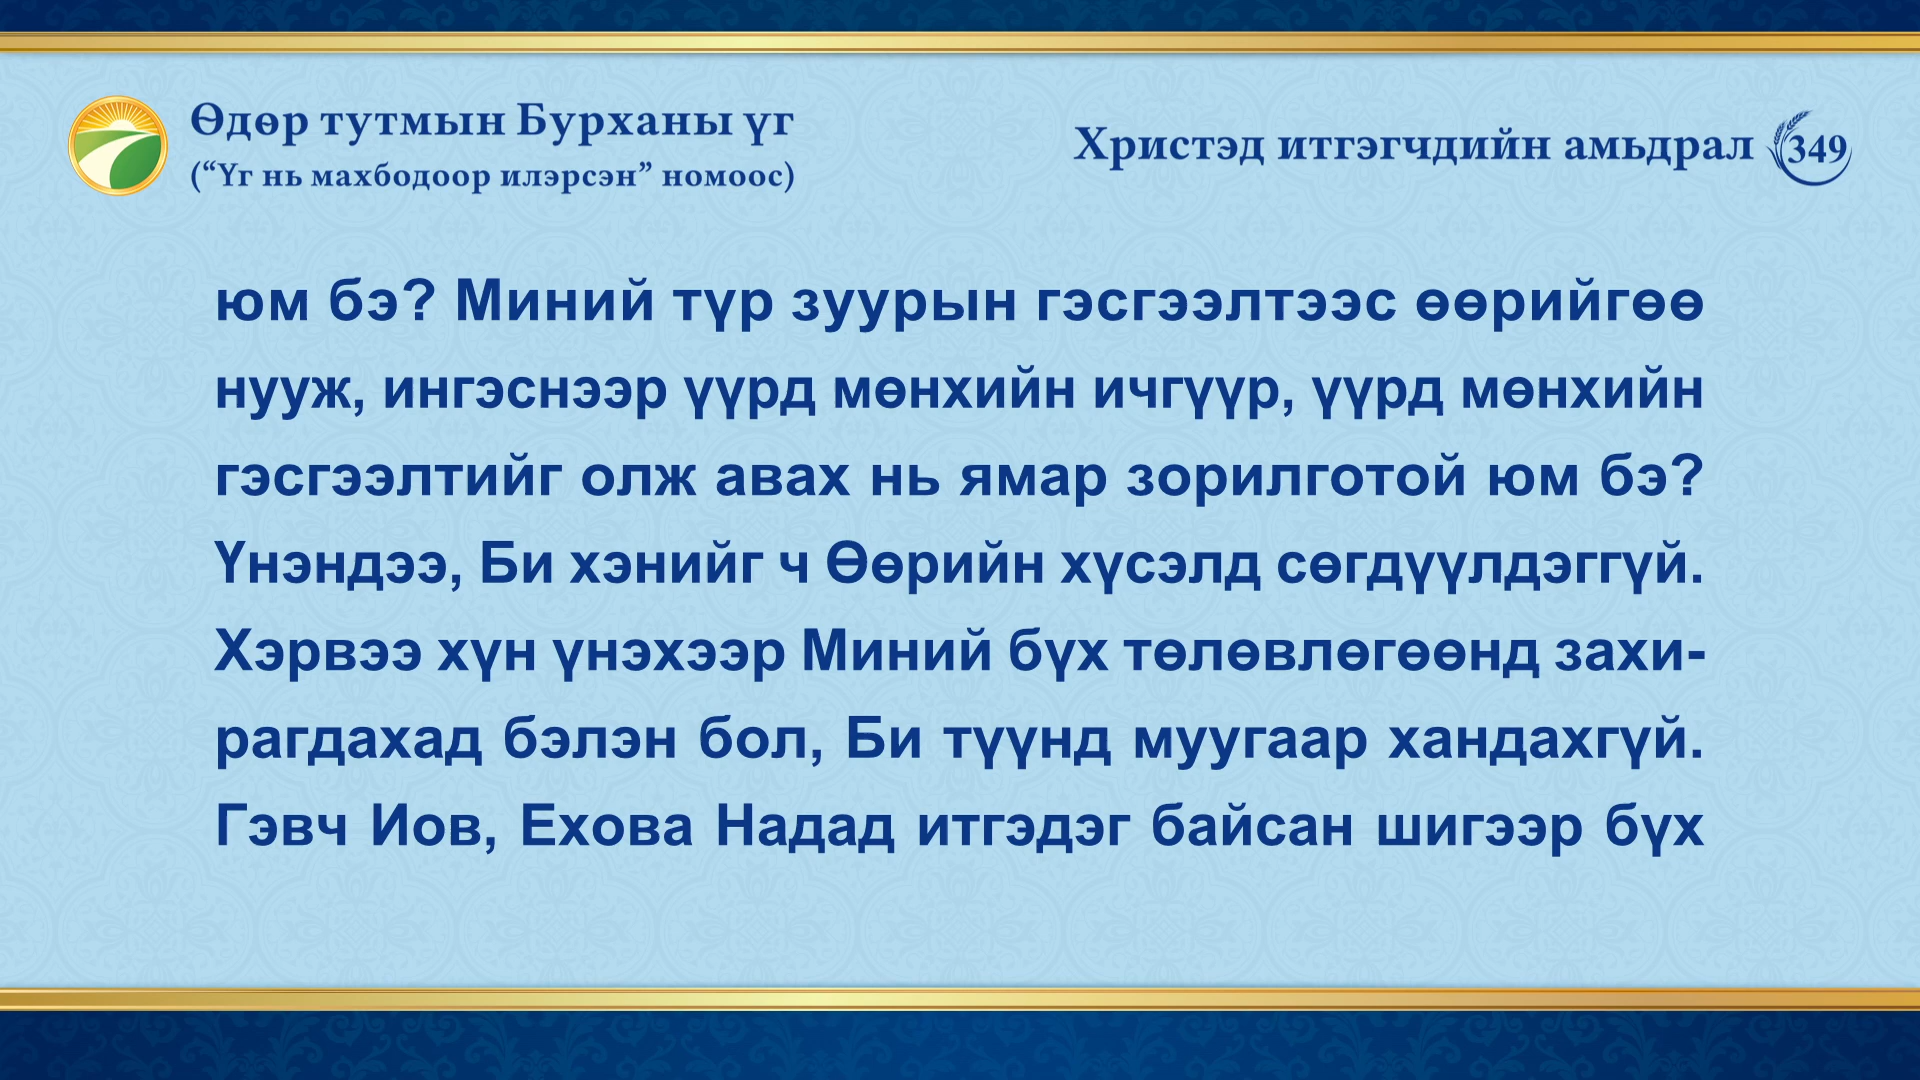 Өдөр тутмын Бурханы үг
(“Үг нь махбодоор илэрсэн” номоос)
Христэд итгэгчдийн амьдрал 349
юм бэ? Миний түр зуурын гэсгээлтээс өөрийгөө
нууж, ингэснээр үүрд мөнхийн ичгүүр, үүрд мөнхийн
гэсгээлтийг олж авах нь ямар зорилготой юм бэ?
Үнэндээ, Би хэнийг ч Өөрийн хүсэлд сөгдүүлдэггүй.
Хэрвээ хүн үнэхээр Миний бүх төлөвлөгөөнд захи-
рагдахад бэлэн бол, Би түүнд муугаар хандахгүй.
Гэвч Иов, Ехова Надад итгэдэг байсан шигээр бүх